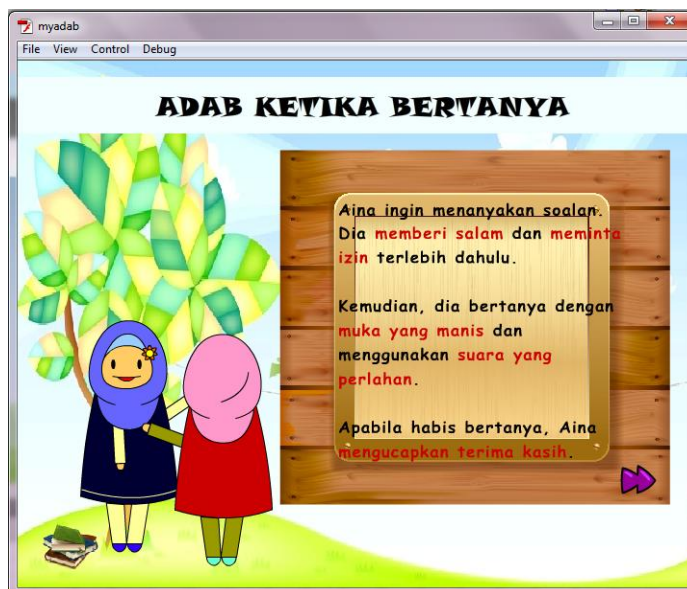 myadab
File View Control Debug
ADAB KETIKA BERTANYA
Aina ingin menanyakan soalan.
Dia memberi salam dan meminta
izin terlebih dahulu.
Kemudian, dia bertanya dengan
muka yang manis dan
menggunakan suara yang
perlahan.
Apabila habis bertanya, Aina
mengucapkan terima kasih.